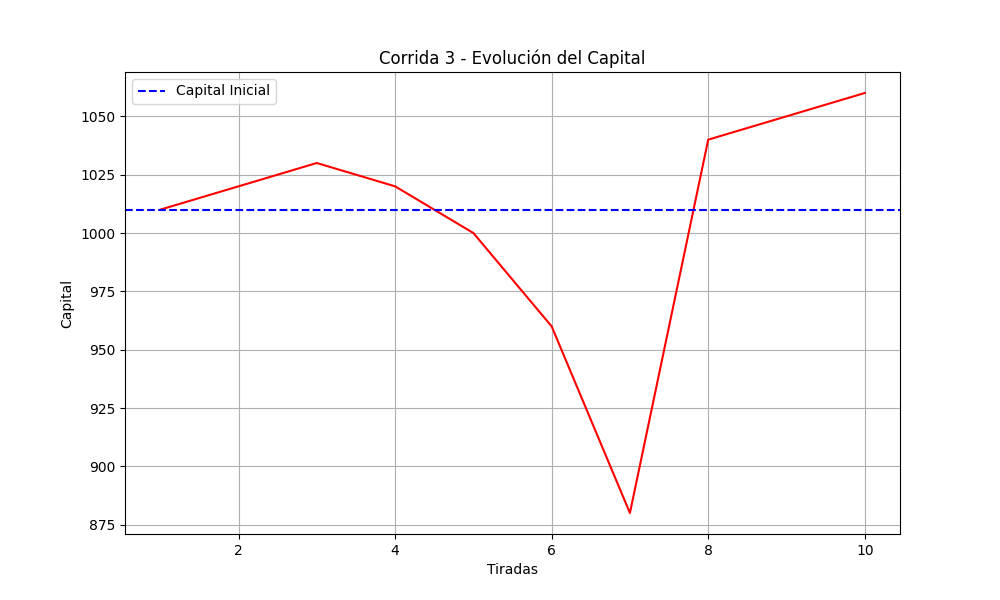 Corrida 3 - Evolución del Capital
Capital Inicial
Capital
1050
1025
1000
975
950
925
900
875
2 4 6 8 10
Tiradas